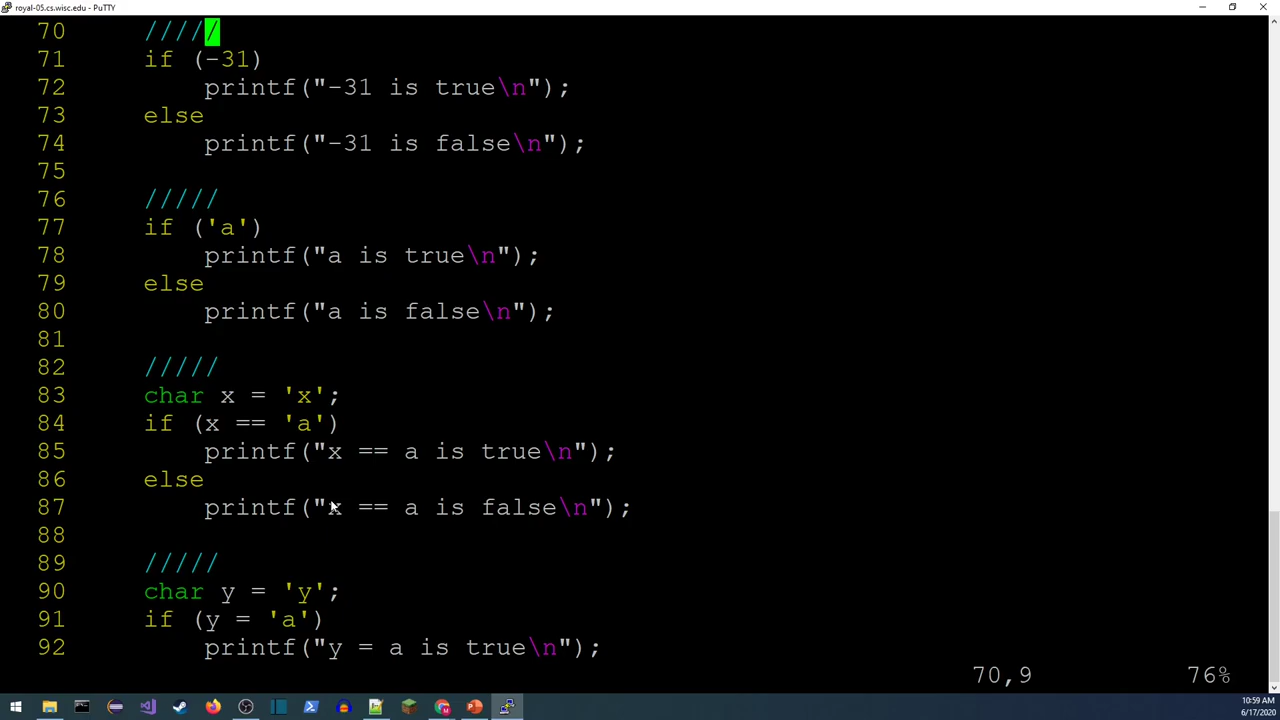 royal-05.cs.wisc.edu - PuTTY
70 /////
71 if (-31)
72 printf("-31 is true\n");
73 else
74 printf("-31 is false\n");
75
76 /////
77 if ('a')
78 printf("a is true\n");
79 else
80 printf("a is false\n");
81
82 /////
83 char x = 'x';
84 if (x == 'a')
85 printf("x == a is true\n");
86 else
87 printf("x == a is false\n");
88
89 /////
90 char y = 'y';
91 if (y = 'a')
92 printf("y = a is true\n");
70,9 76%
10:59 AM
6/17/2020